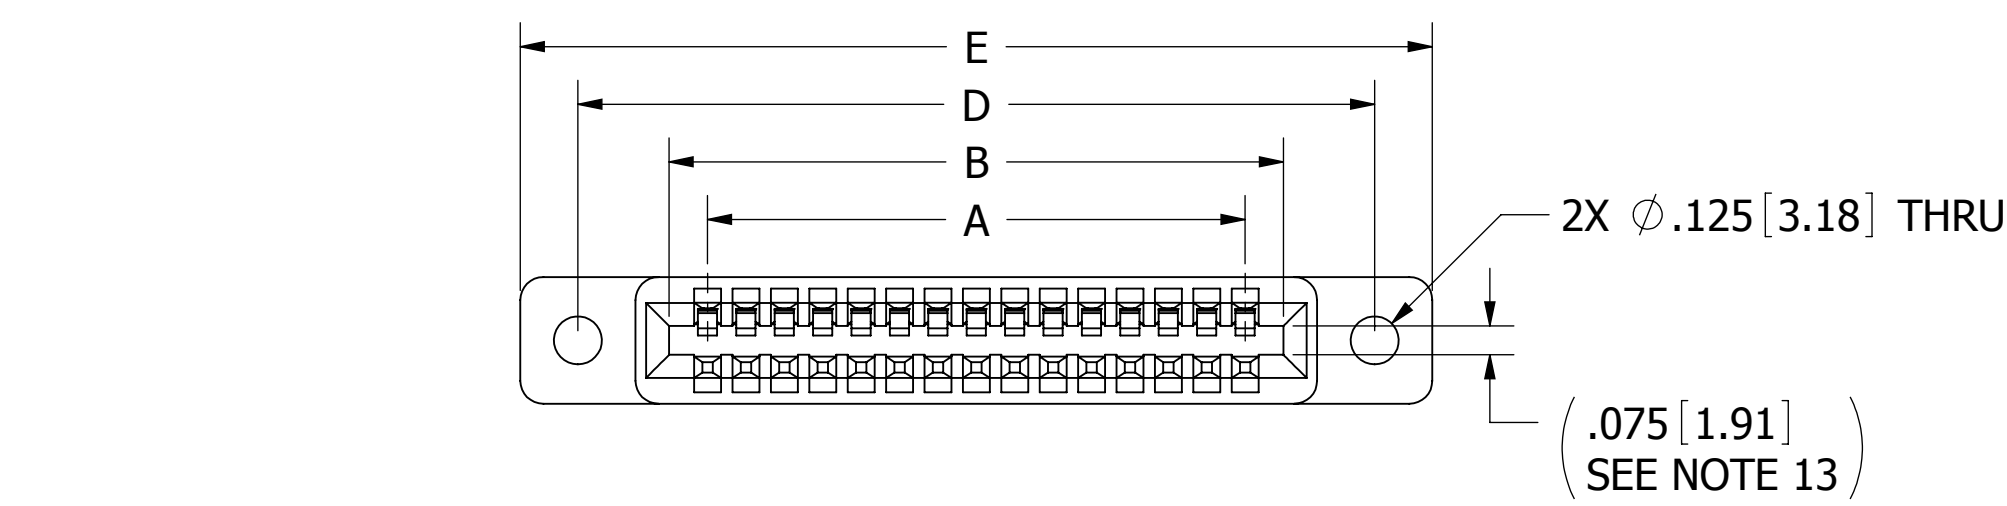 E
D
B
A
2X ⌀.125[3.18] THRU
(.075[1.91]
SEE NOTE 13)